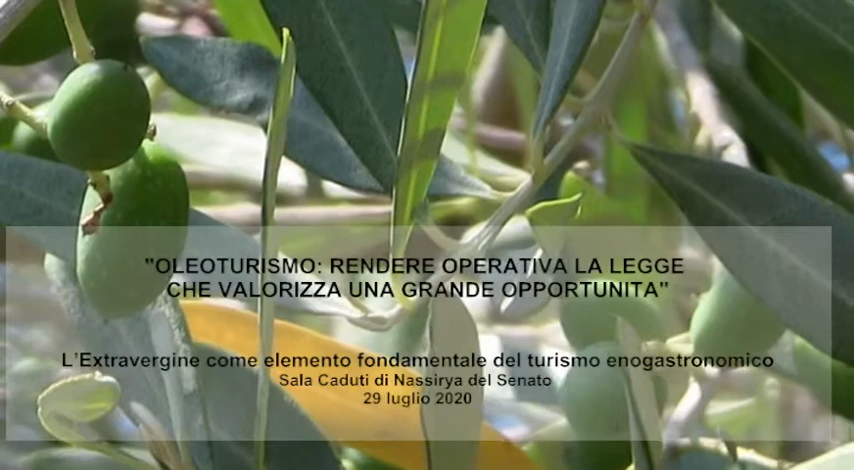 "OLEOTURISMO: RENDERE OPERATIVA LA LEGGE
CHE VALORIZZA UNA GRANDE OPPORTUNITA"
L'Extravergine come elemento fondamentale del turismo enogastronomico
Sala Caduti di Nassirya del Senato
29 luglio 2020